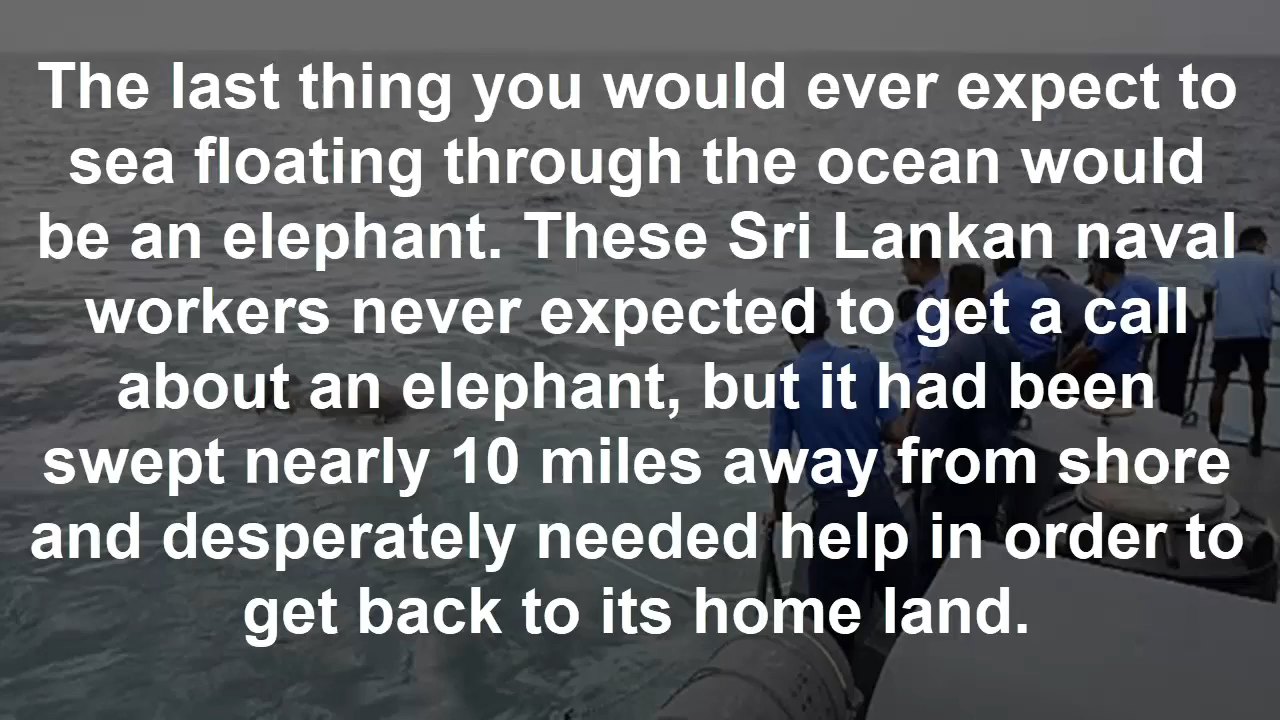 The last thing you would ever expect to
sea floating through the ocean would
be an elephant. These Sri Lankan naval
workers never expected to get a call
about an elephant, but it had been
swept nearly 10 miles away from shore
and desperately needed help in order to
get back to its home land.